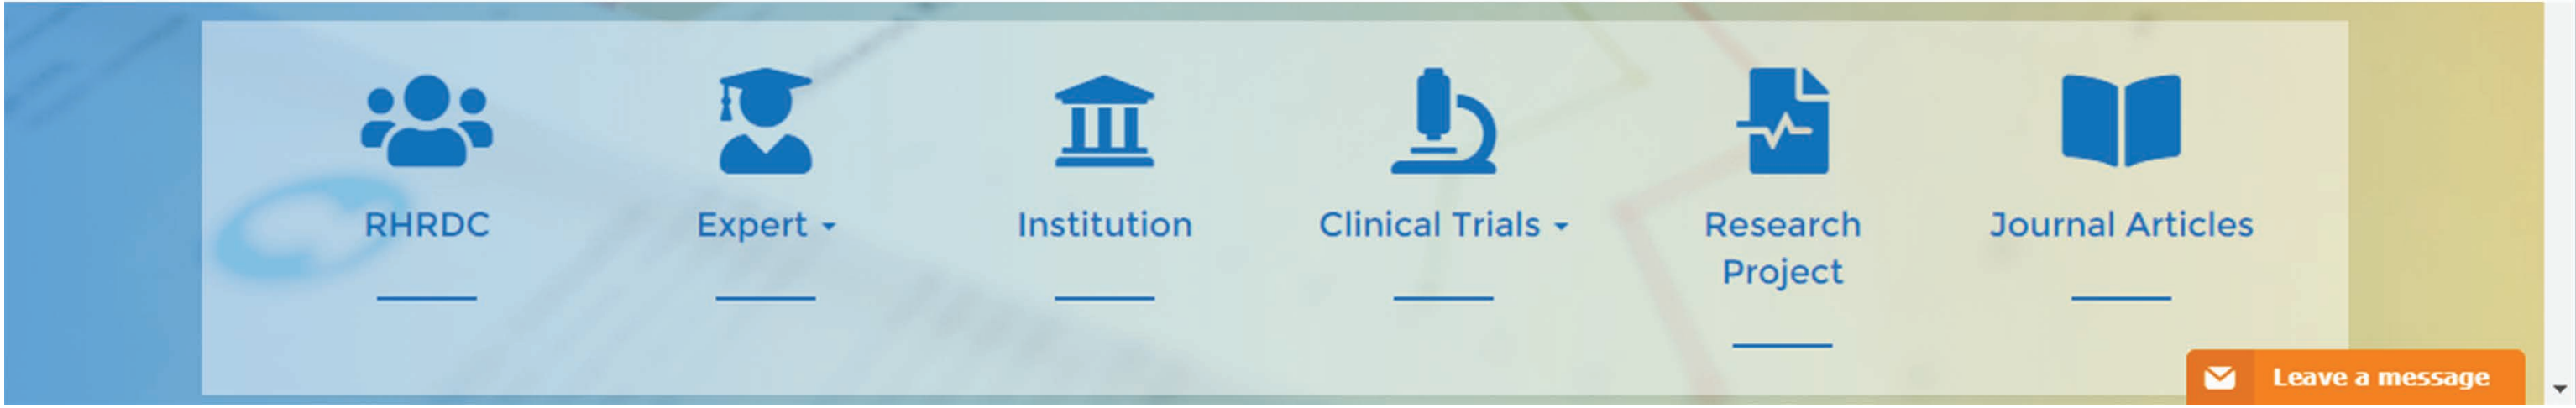 RHRDC
Expert
Institution
Clinical Trials
Research
Project
Journal Articles
Leave a message